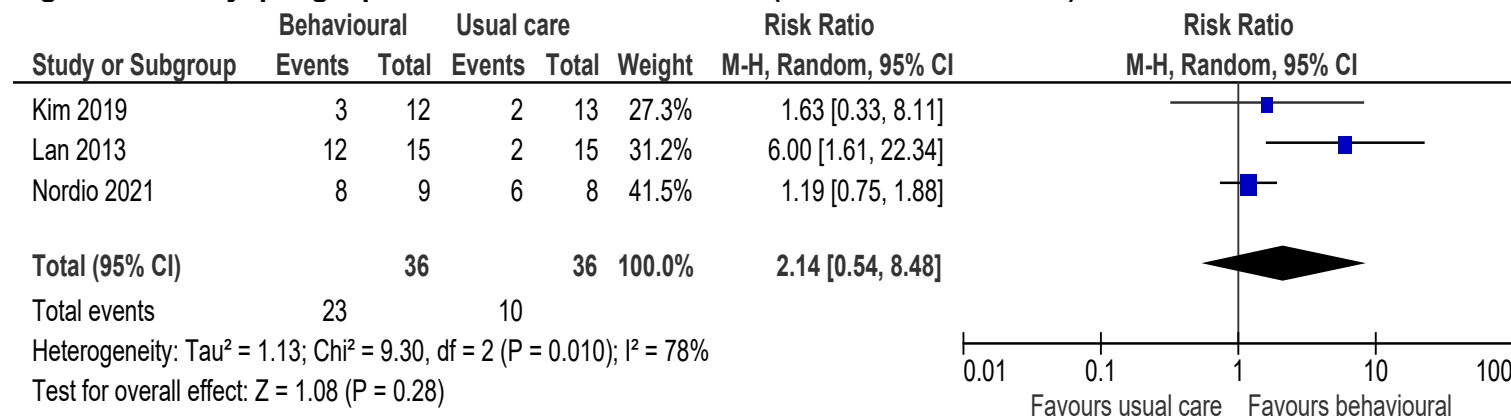 Behavioural Usual care Risk Ratio Risk Ratio
Study or Subgroup Events Total Events Total Weight M-H, Random, 95% CI M-H, Random, 95% CI
Kim 2019 3 12 2 13 27.3% 1.63 [0.33, 8.11]
Lan 2013 12 15 2 15 31.2% 6.00 [1.61, 22.34]
Nordio 2021 8 9 6 8 41.5% 1.19 [0.75, 1.88]
Total (95% CI) 36 36 100.0% 2.14 [0.54, 8.48]
Total events 23 10
Heterogeneity: Tau² = 1.13; Chi² = 9.30, df = 2 (P = 0.010); I² = 78%
Test for overall effect: Z = 1.08 (P = 0.28)
0.01 0.1 1 10 100
Favours usual care Favours behavioural